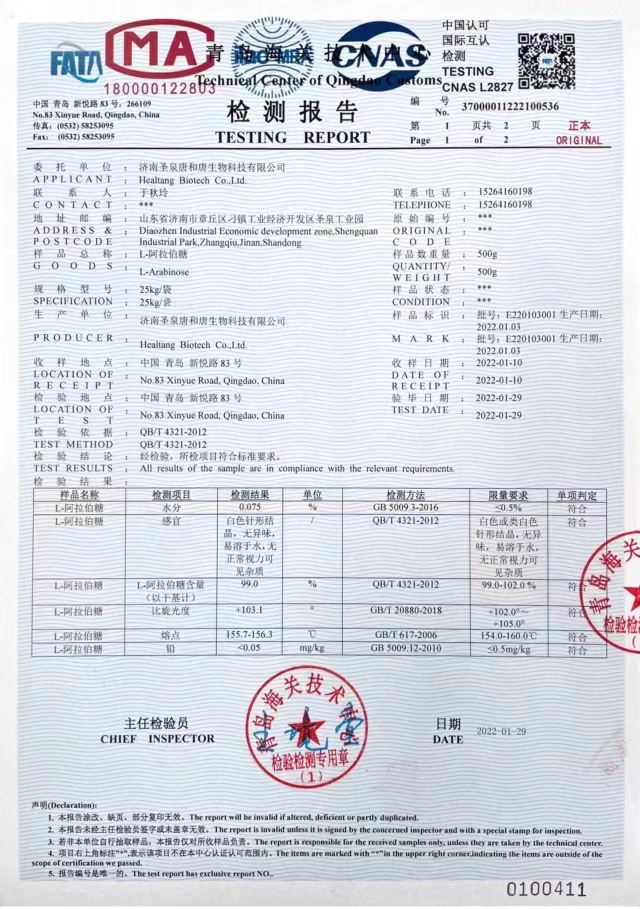 FATA
MA
180000122803
ilac-MRA
CNAS
中国认可
国际互认
检测
TESTING
CNAS L2827
青岛海关技术中心
Technical Center of Qingdao Customs
中国 青岛 新悦路 83 号, 266109
No.83 Xinyue Road, Qingdao, China
传真: (0532) 58253095
Fax: (0532) 58253095
检测报告
TESTING REPORT
编号 No. 37000011222100536
第 1 页共 2 页 正本
Page 1 of 2 ORIGINAL
委托单位 : 济南圣泉唐和唐生物科技有限公司
APPLICANT : Healtang Biotech Co.,Ltd.
联系人 : 于秋玲 联系电话 : 15264160198
CONTACT : *** TELEPHONE : 15264160198
地址邮编 : 山东省济南市章丘区刁镇工业经济开发区圣泉工业园 原始编号 : ***
ADDRESS & : Diaozhen Industrial Economic development zone,Shengquan ORIGINAL : ***
POSTCODE Industrial Park,Zhangqiu,Jinan,Shandong CODE
样品总称 : L-阿拉伯糖 样品数重量 : 500g
GOODS : L-Arabinose QUANTITY/ WEIGHT : 500g
规格型号 : 25kg/袋 样品状态 : ***
SPECIFICATION : 25kg/袋 CONDITION : ***
生产单位 : 济南圣泉唐和唐生物科技有限公司 样品标识 : 批号: E220103001 生产日期:
2022.01.03
PRODUCER : Healtang Biotech Co.,Ltd. MARK : 批号: E220103001 生产日期:
2022.01.03
收样地点 : 中国 青岛 新悦路 83 号 收样日期 : 2022-01-10
LOCATION OF RECEIPT : No.83 Xinyue Road, Qingdao, China DATE OF RECEIPT : 2022-01-10
检验地点 : 中国 青岛 新悦路 83 号 验毕日期 : 2022-01-29
LOCATION OF TEST : No.83 Xinyue Road, Qingdao, China TEST DATE : 2022-01-29
检验依据 : QB/T 4321-2012
TEST METHOD : QB/T 4321-2012
检验结论 : 经检验，所检项目符合标准要求。
TEST RESULTS : All results of the sample are in compliance with the relevant requirements.
检验结果 :
样品名称 检测项目 检测结果 单位 检测方法 限量要求 单项判定
L-阿拉伯糖 水分 0.075 % GB 5009.3-2016 ≤0.5% 符合
L-阿拉伯糖 感官 白色针形结 / QB/T 4321-2012 白色或类白色 符合
晶，无异味， 针形结晶，无异
易溶于水，无 味，易溶于水，
正常视力可 无正常视力可
见杂质 见杂质
L-阿拉伯糖 L-阿拉伯糖含量 99.0 % QB/T 4321-2012 99.0-102.0 % 符合
（以干基计）
L-阿拉伯糖 比旋光度 +103.1 ° GB/T 20880-2018 +102.0°～ 符合
+105.0°
L-阿拉伯糖 熔点 155.7-156.3 ℃ GB/T 617-2006 154.0-160.0℃ 符合
L-阿拉伯糖 铅 <0.05 mg/kg GB 5009.12-2010 ≤0.5mg/kg 符合
青岛海关
检验检
主任检验员
CHIEF INSPECTOR
青岛海关技术中心
检验检测专用章
（1）
日期
DATE 2022-01-29
声明(Declaration):
1. 本报告涂改、缺页、部分复印无效。The report will be invalid if altered, deficient or partly duplicated.
2. 本报告未经主任检验员签字或未盖章无效。The report is invalid unless it is signed by the concerned inspector and with a special stamp for inspection.
3. 若非本单位自行抽取样品，本报告仅对所收样品负责。The report is responsible for the received samples only, unless they are taken by the technical center.
4. 项目右上角标注"*",表示该项目不在本中心认证认可范围内。The items are marked with "*"in the upper right corner,indicating the items are outside of the
scope of certification we passed.
5. 报告编号是唯一的。The test report has exclusive report NO..
0100411